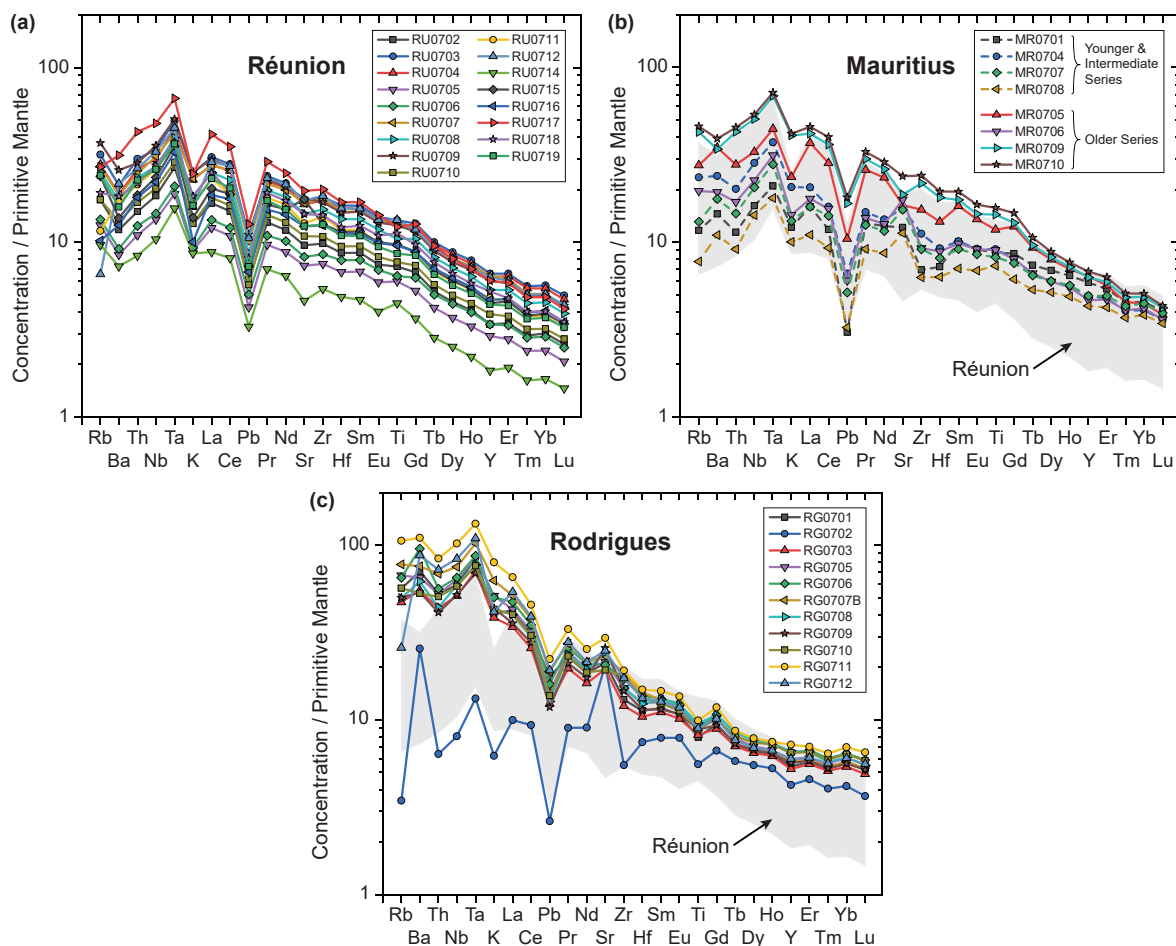 (a)
Réunion
RU0702
RU0703
RU0704
RU0705
RU0706
RU0707
RU0708
RU0709
RU0710
RU0711
RU0712
RU0714
RU0715
RU0716
RU0717
RU0718
RU0719
Concentration / Primitive Mantle
100
10
1
Rb Th Ta La Pb Nd Zr Sm Ti Tb Ho Er Yb
Ba Nb K Ce Pr Sr Hf Eu Gd Dy Y Tm Lu
(b)
Mauritius
MR0701
MR0704
MR0707
MR0708
Younger &
Intermediate
Series
MR0705
MR0706
MR0709
MR0710
Older Series
Concentration / Primitive Mantle
100
10
1
Réunion
Rb Th Ta La Pb Nd Zr Sm Ti Tb Ho Er Yb
Ba Nb K Ce Pr Sr Hf Eu Gd Dy Y Tm Lu
(c)
Rodrigues
RG0701
RG0702
RG0703
RG0705
RG0706
RG0707B
RG0708
RG0709
RG0710
RG0711
RG0712
Concentration / Primitive Mantle
100
10
1
Réunion
Rb Th Ta La Pb Nd Zr Sm Ti Tb Ho Er Yb
Ba Nb K Ce Pr Sr Hf Eu Gd Dy Y Tm Lu